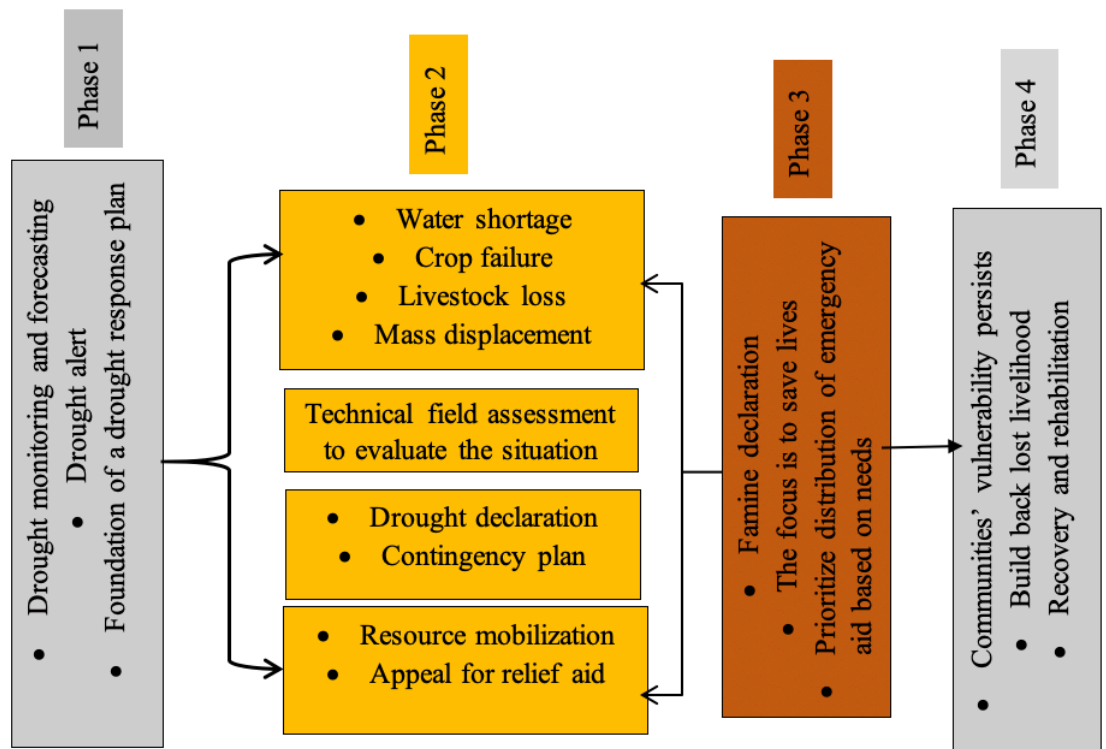 Phase 1
● Drought monitoring and forecasting
● Drought alert
● Foundation of a drought response plan
Phase 2
● Water shortage
● Crop failure
● Livestock loss
● Mass displacement
Technical field assessment
to evaluate the situation
● Drought declaration
● Contingency plan
● Resource mobilization
● Appeal for relief aid
Phase 3
● Famine declaration
● The focus is to save lives
● Prioritize distribution of emergency
aid based on needs
Phase 4
● Communities’ vulnerability persists
● Build back lost livelihood
● Recovery and rehabilitation